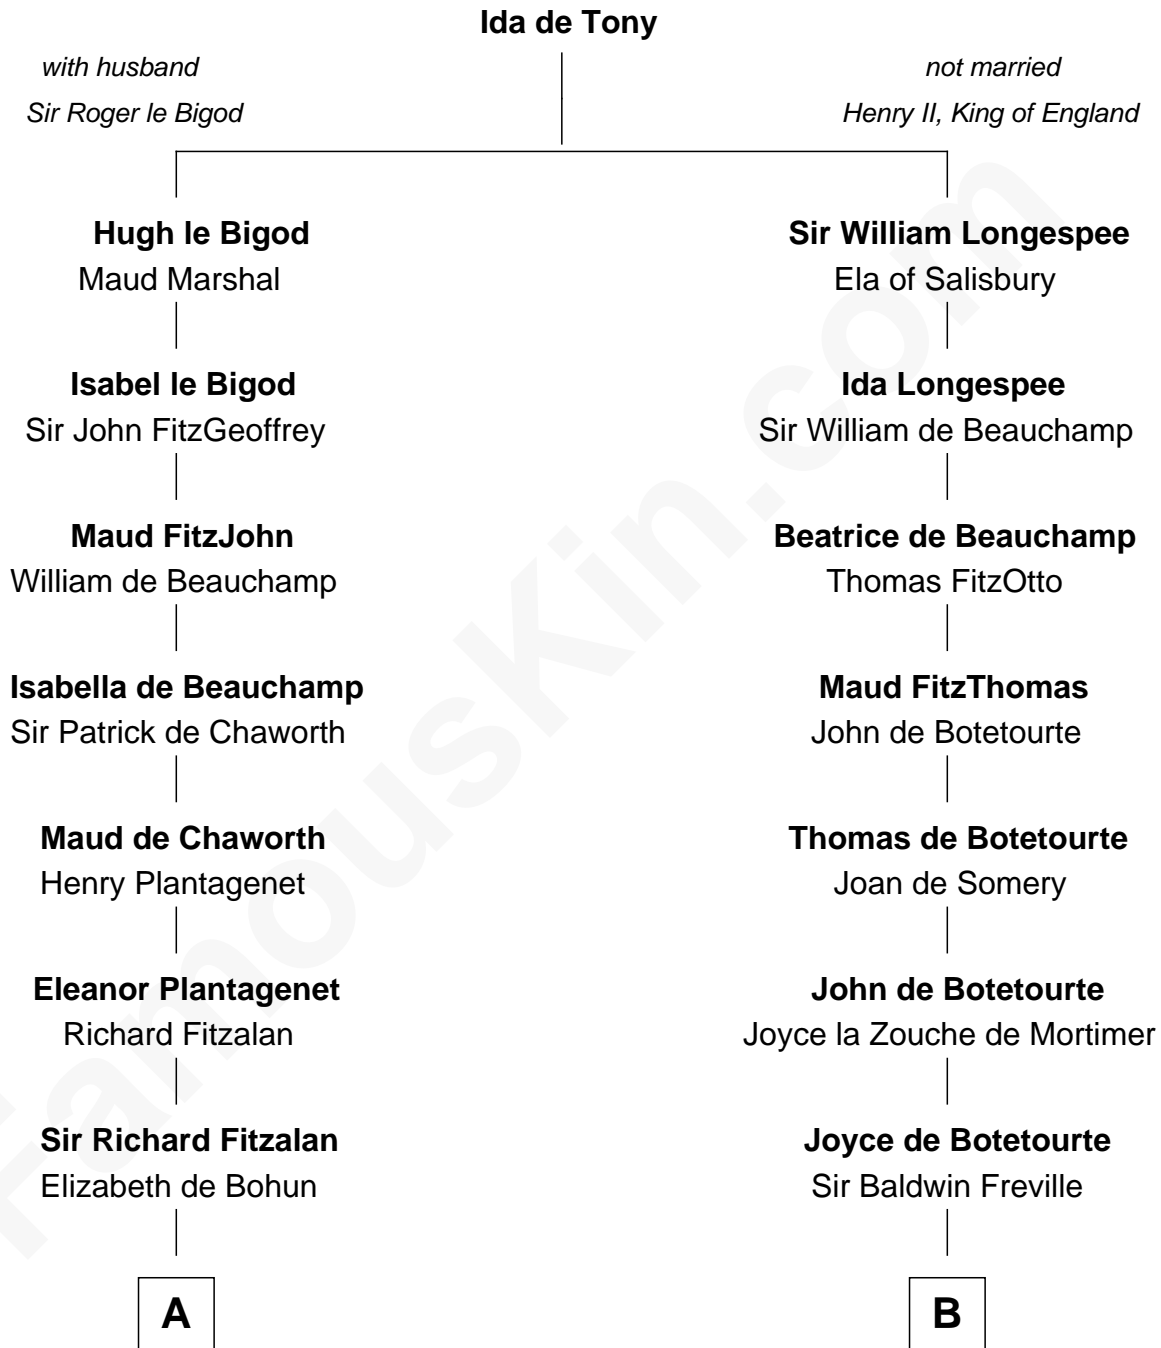 Ida de Tony
with husband
Sir Roger le Bigod
not married
Henry II, King of England
Hugh le Bigod
Maud Marshal
Isabel le Bigod
Sir John FitzGeoffrey
Maud FitzJohn
William de Beauchamp
Isabella de Beauchamp
Sir Patrick de Chaworth
Maud de Chaworth
Henry Plantagenet
Eleanor Plantagenet
Richard Fitzalan
Sir Richard Fitzalan
Elizabeth de Bohun
A
Sir William Longespee
Ela of Salisbury
Ida Longespee
Sir William de Beauchamp
Beatrice de Beauchamp
Thomas FitzOtto
Maud FitzThomas
John de Botetourte
Thomas de Botetourte
Joan de Somery
John de Botetourte
Joyce la Zouche de Mortimer
Joyce de Botetourte
Sir Baldwin Freville
B
FamousKin.com